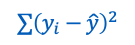 ∑(yᵢ − ŷ)²